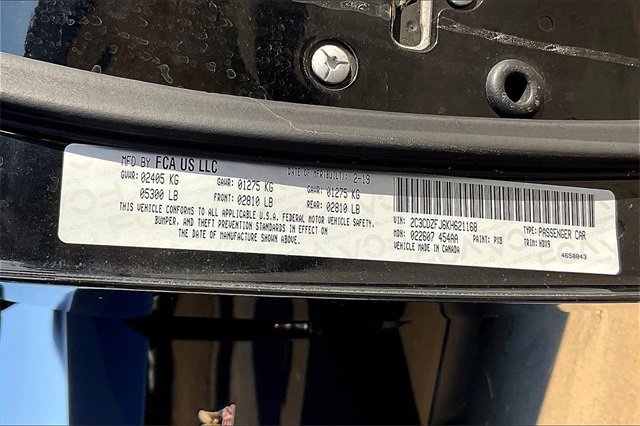 MFD BY FCA US LLC DATE OF MFR(BUILT): 2-19
GVWR: 02405 KG GAWR: 01275 KG GAWR: 01275 KG
05300 LB FRONT: 02810 LB REAR: 02810 LB
THIS VEHICLE CONFORMS TO ALL APPLICABLE U.S.A. FEDERAL MOTOR VEHICLE SAFETY,
BUMPER, AND THEFT PREVENTION STANDARDS IN EFFECT ON
THE DATE OF MANUFACTURE SHOWN ABOVE.
2C3CDZFJ6KH621168 TYPE: PASSENGER CAR
MDH: 022607 454AA PAINT: TRIM:
VEHICLE MADE IN CANADA 4658843